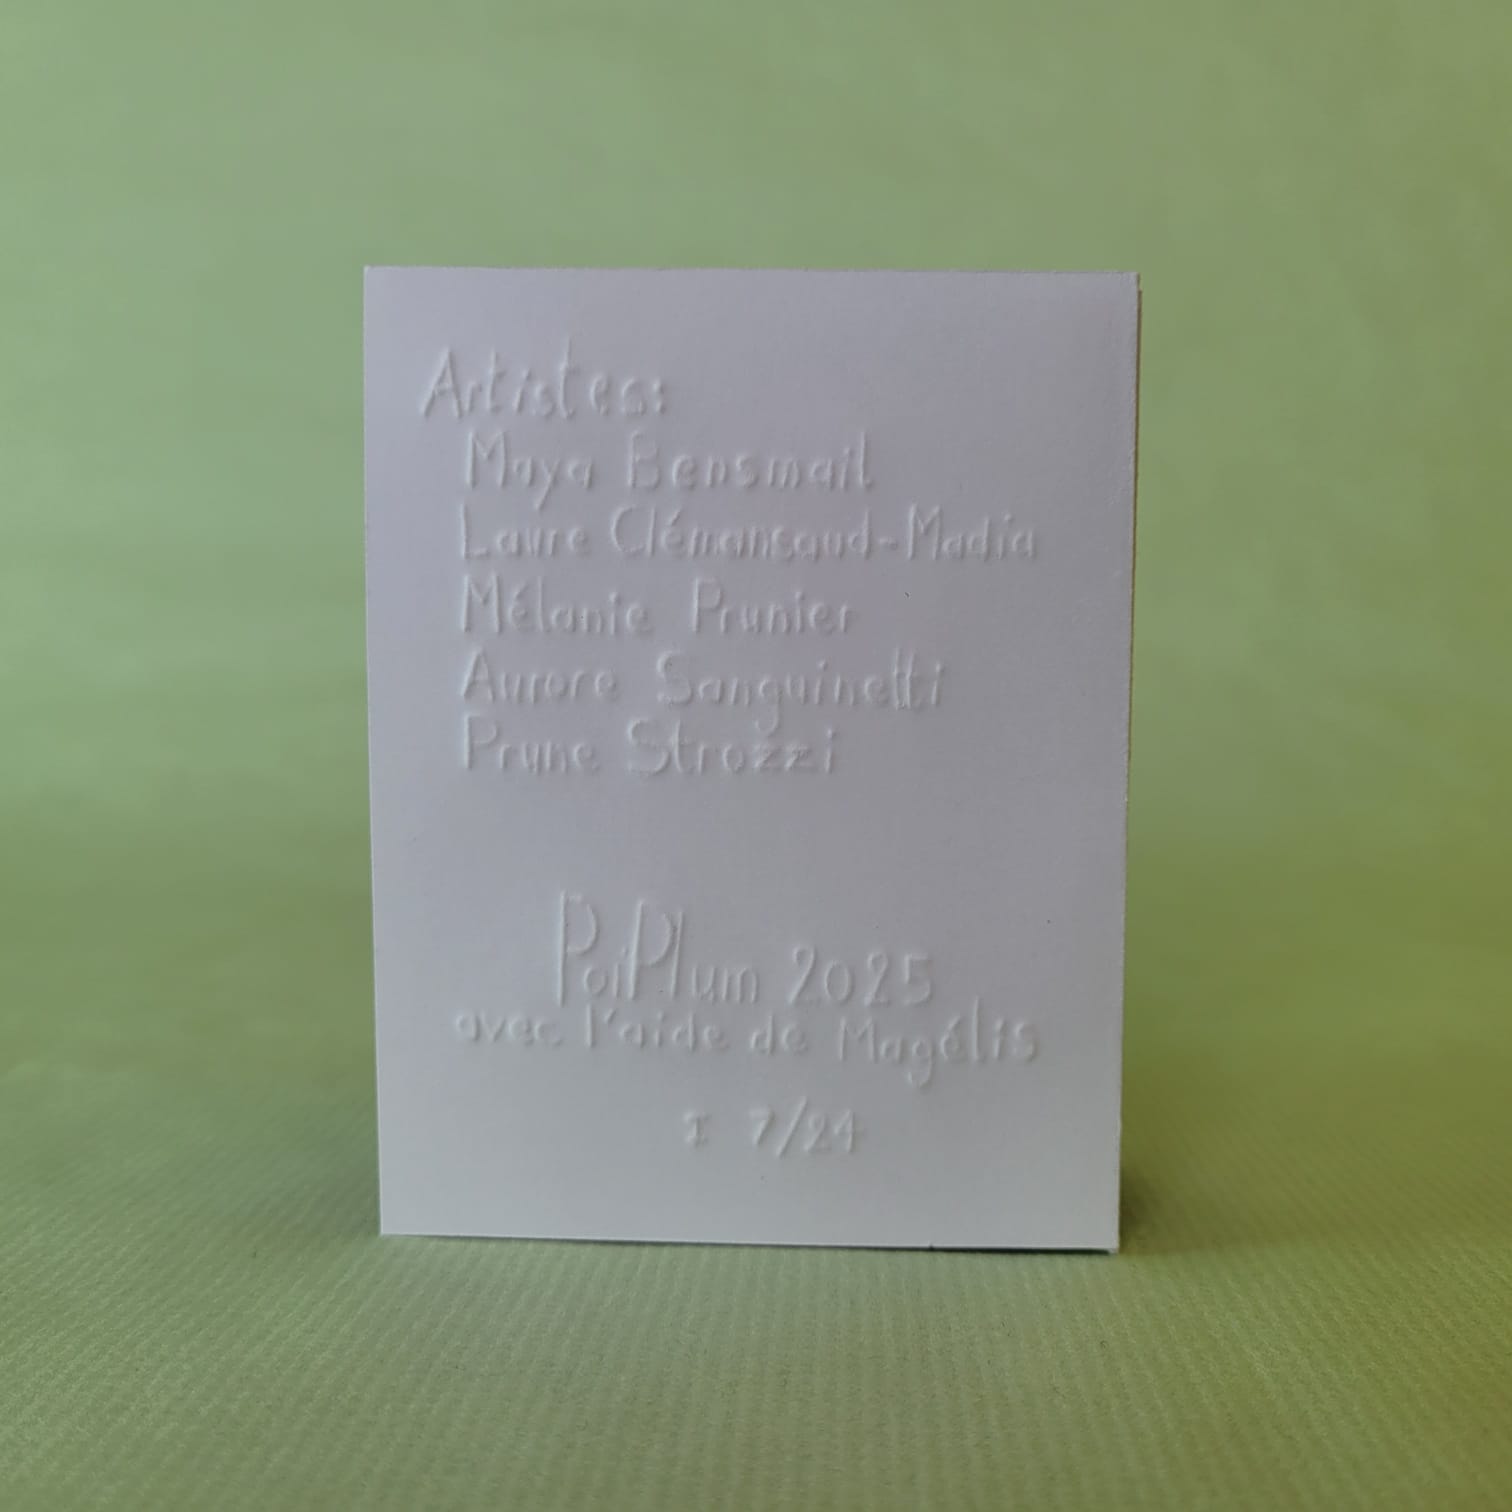 Artistes:
Maya Bensmail
Laure Clémansaud-Madia
Mélanie Prunier
Aurore Sanguinetti
Prune Strozzi
PoiPlum 2025
avec l'aide de Magélis
I 7/24